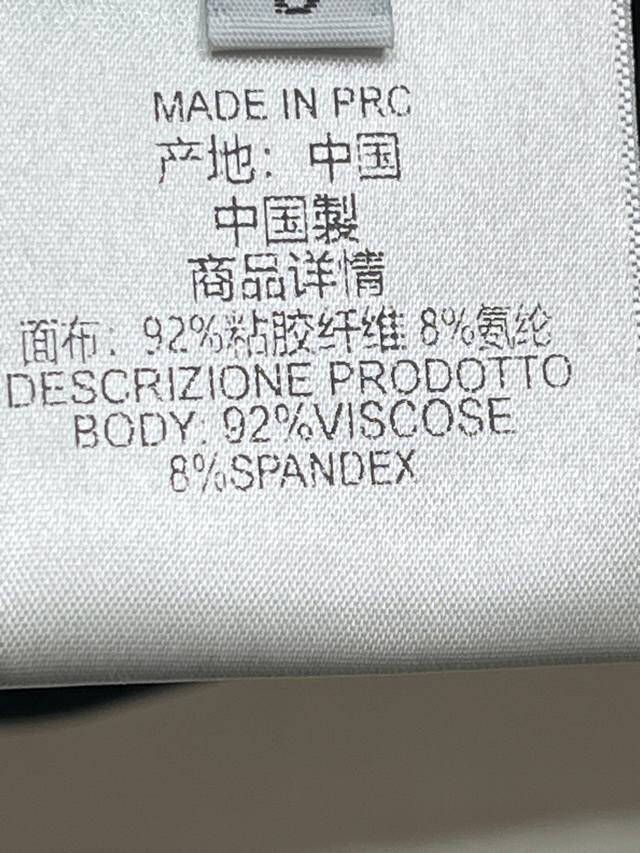 MADE IN PRC
产地：中国
中国製
商品详情
面布：92%粘胶纤维 8%氨纶
DESCRIZIONE PRODOTTO
BODY: 92%VISCOSE
8%SPANDEX